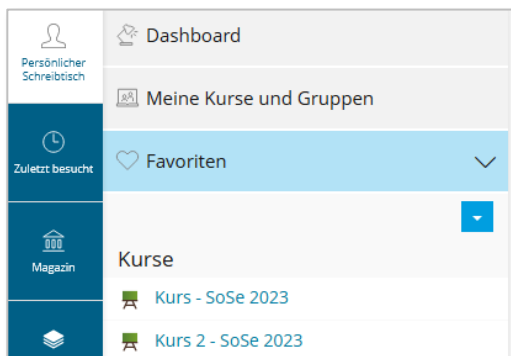 Persönlicher
Schreibtisch
Zuletzt besucht
Magazin
Dashboard
Meine Kurse und Gruppen
Favoriten
Kurse
Kurs - SoSe 2023
Kurs 2 - SoSe 2023